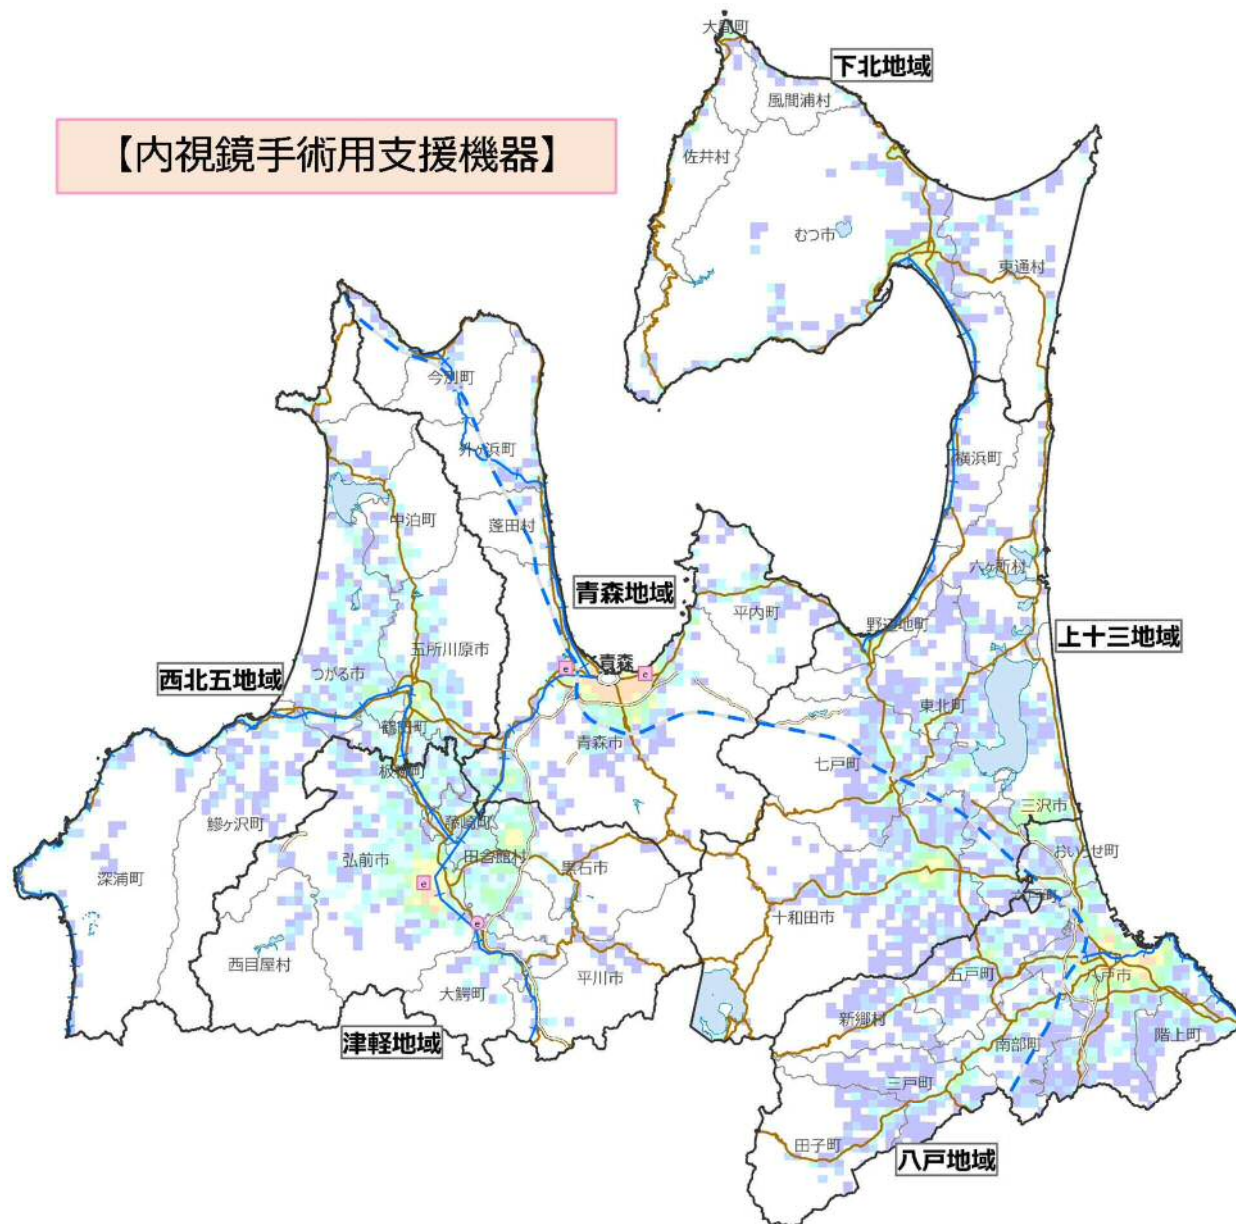 大間町
下北地域
風間浦村
【内視鏡手術用支援機器】
佐井村
むつ市
東通村
今別町
外ヶ浜町
横浜町
中泊町
蓬田村
六ヶ所村
青森地域
平内町
野辺地町
上十三地域
五所川原市
青森
e
e
西北五地域
つがる市
東北町
鶴田町
青森市
七戸町
板柳町
三沢市
鰺ヶ沢町
藤崎町
おいらせ町
弘前市
田舎館村
黒石市
深浦町
e
六戸町
十和田市
e
西目屋村
平川市
五戸町
八戸市
大鰐町
新郷村
津軽地域
南部町
階上町
三戸町
田子町
八戸地域